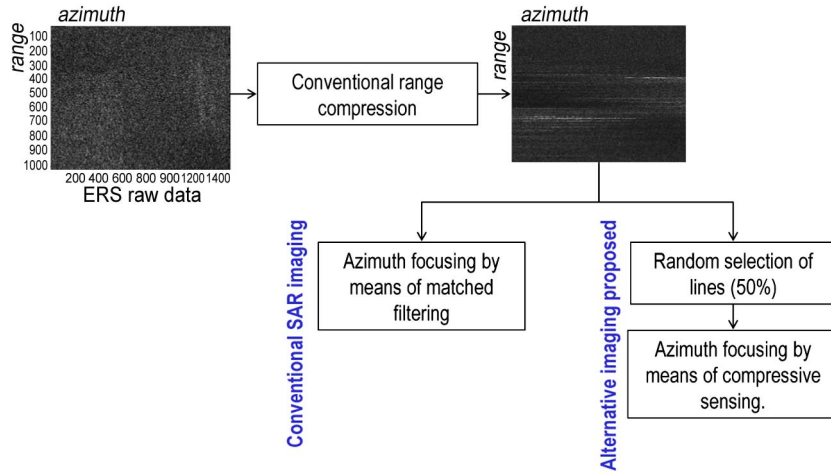 azimuth
range
100
200
300
400
500
600
700
800
900
1000
200 400 600 800 900 1200 1400
ERS raw data
Conventional range
compression
azimuth
range
Conventional SAR imaging
Azimuth focusing by
means of matched
filtering
Alternative imaging proposed
Random selection of
lines (50%)
Azimuth focusing by
means of compressive
sensing.